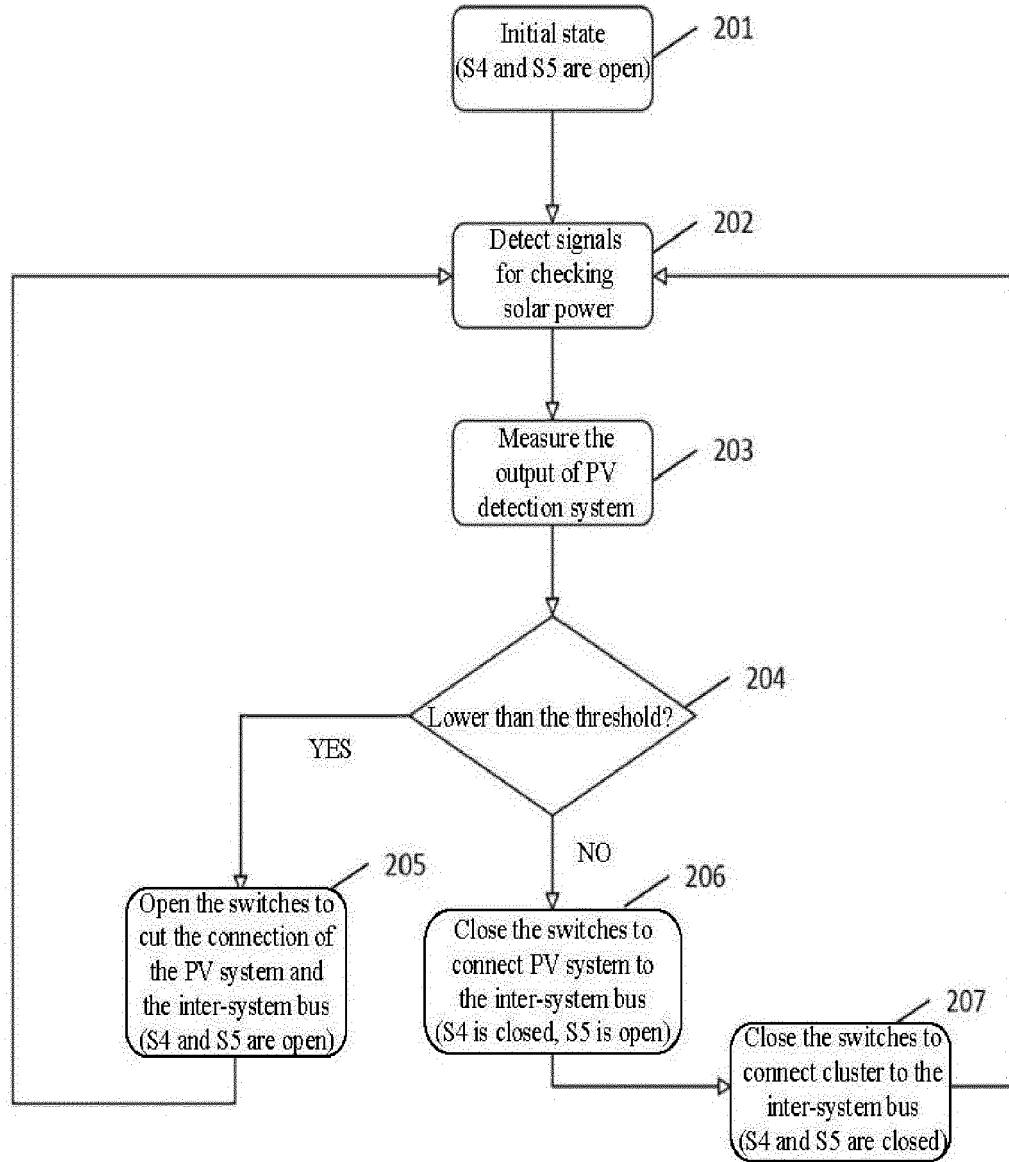 Initial state
(S4 and S5 are open)
201
Detect signals
for checking
solar power
202
Measure the
output of PV
detection system
203
Lower than the threshold?
204
YES
NO
Open the switches to
cut the connection of
the PV system and
the inter-system bus
(S4 and S5 are open)
205
Close the switches to
connect PV system to
the inter-system bus
(S4 is closed, S5 is open)
206
Close the switches to
connect cluster to the
inter-system bus
(S4 and S5 are closed)
207